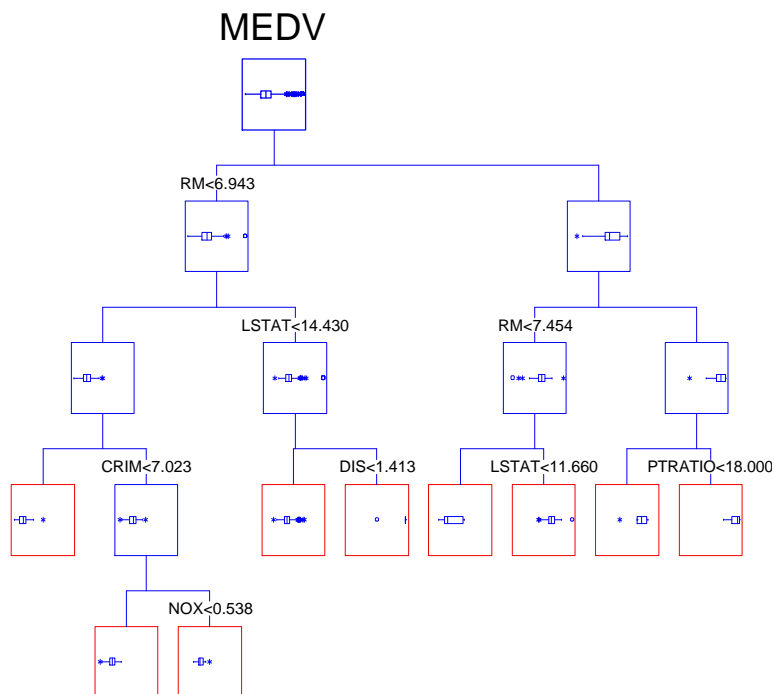 MEDV
RM<6.943
LSTAT<14.430
RM<7.454
CRIM<7.023
DIS<1.413
LSTAT<11.660
PTRATIO<18.000
NOX<0.538